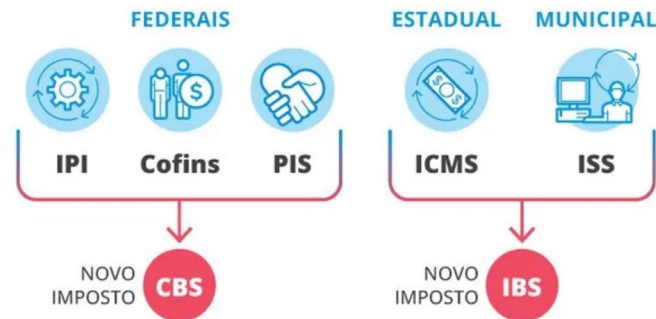 FEDERAIS
ESTADUAL
MUNICIPAL
$
$ $
IPI
Cofins
PIS
ICMS
ISS
NOVO
IMPOSTO
CBS
NOVO
IMPOSTO
IBS